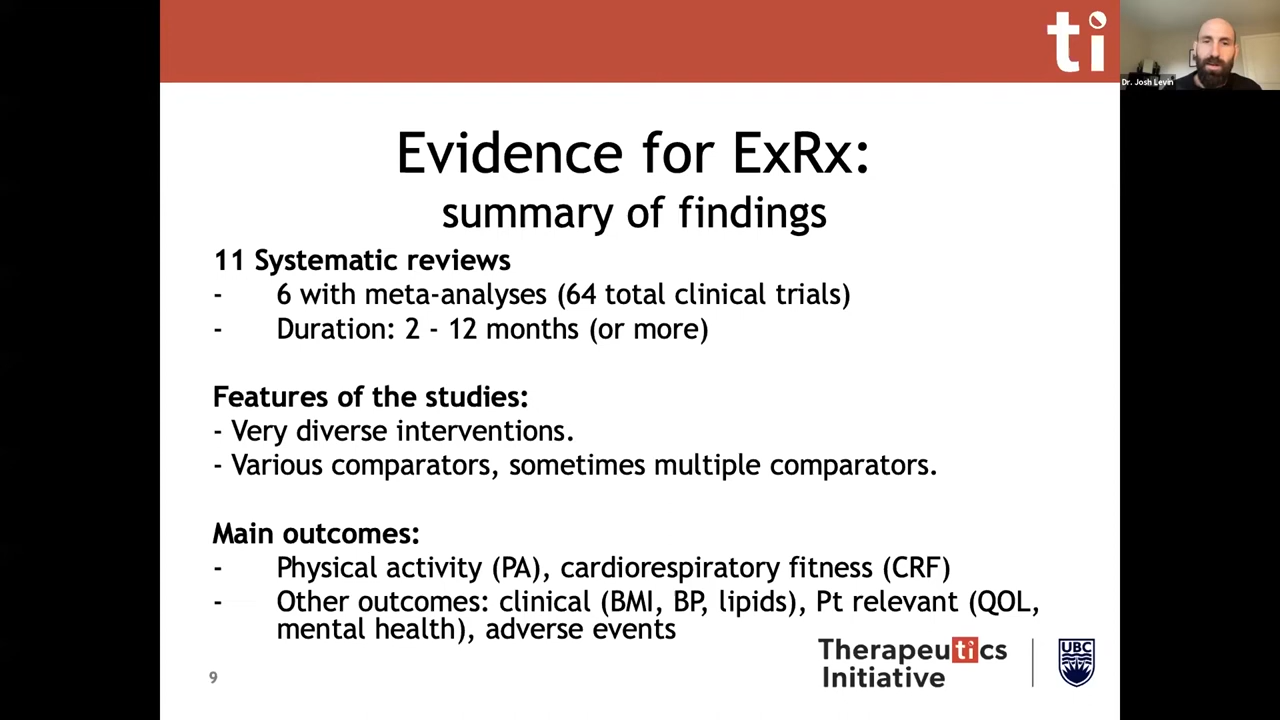 ti
Dr. Josh Levin
Evidence for ExRx:
summary of findings
11 Systematic reviews
- 6 with meta-analyses (64 total clinical trials)
- Duration: 2 - 12 months (or more)
Features of the studies:
- Very diverse interventions.
- Various comparators, sometimes multiple comparators.
Main outcomes:
- Physical activity (PA), cardiorespiratory fitness (CRF)
- Other outcomes: clinical (BMI, BP, lipids), Pt relevant (QOL,
mental health), adverse events
Therapeutics
Initiative
UBC
9